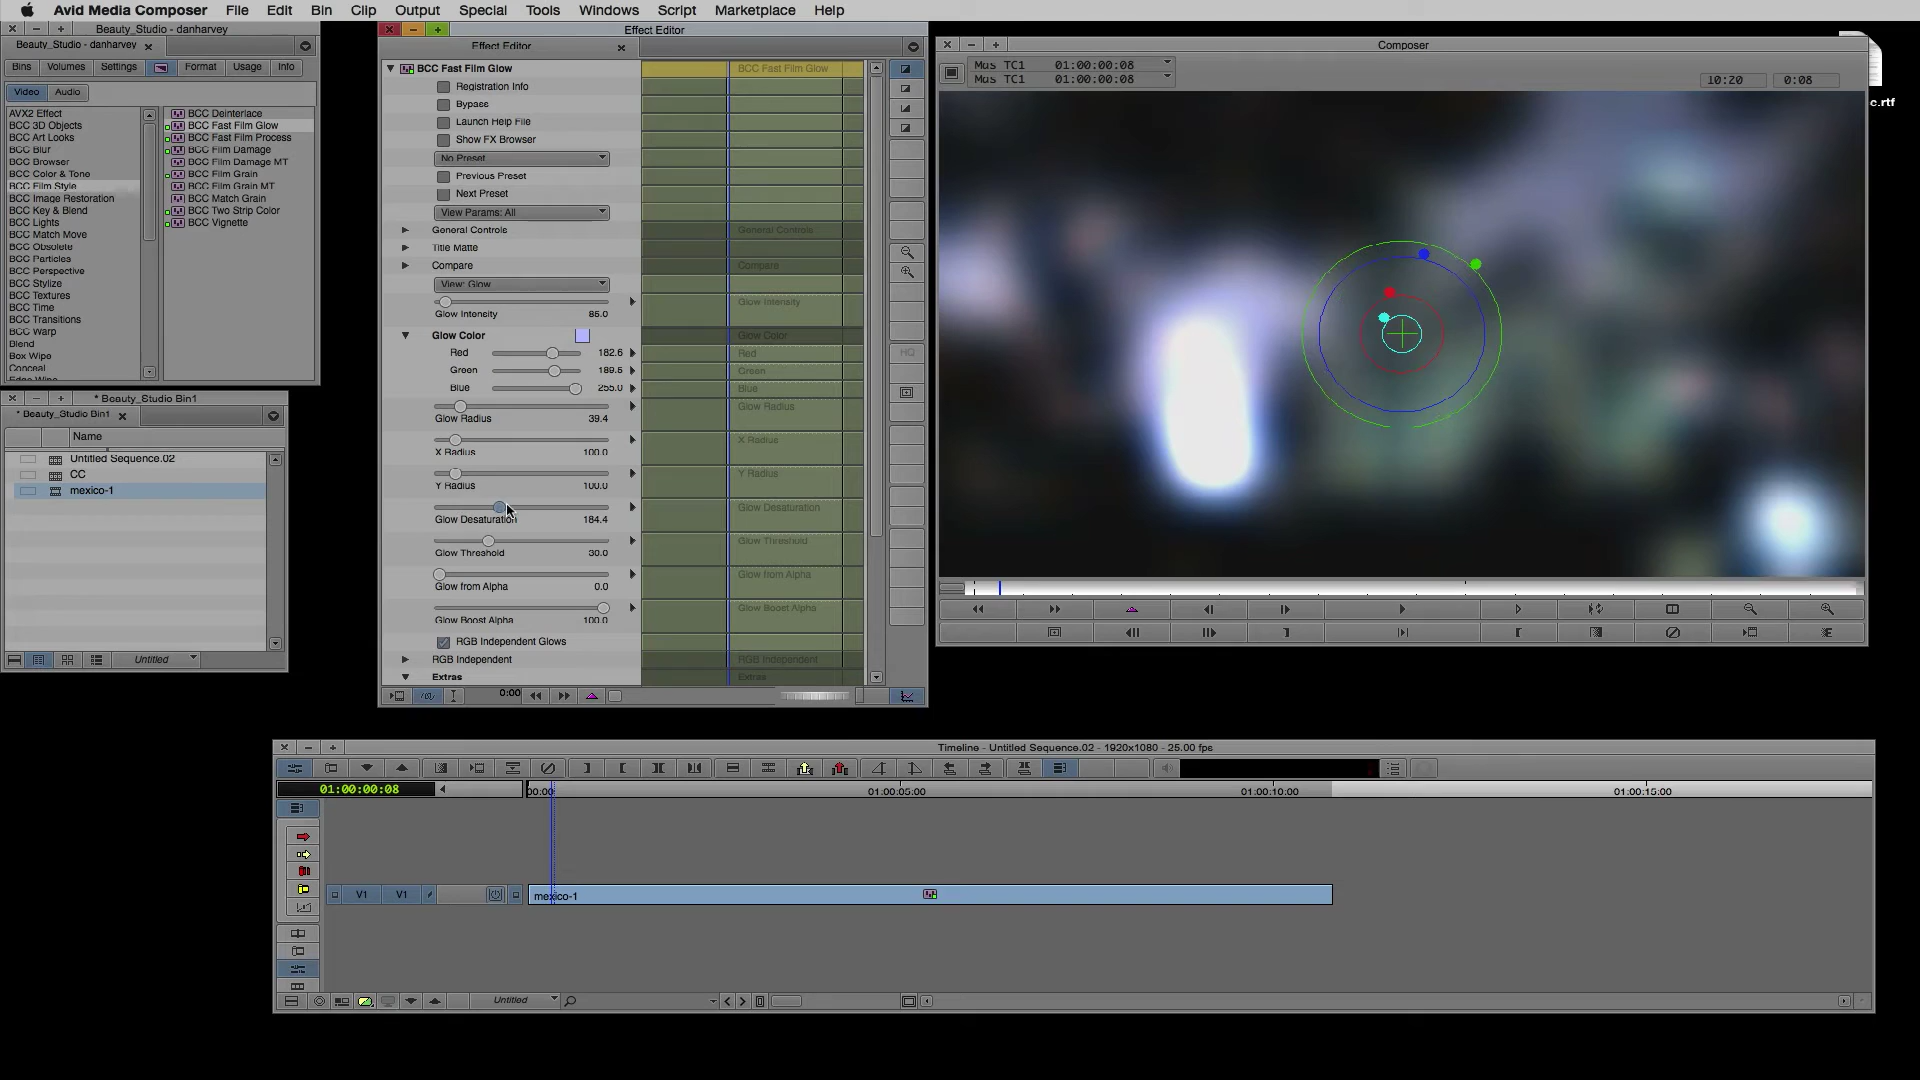 Avid Media Composer File Edit Bin Clip Output Special Tools Windows Script Marketplace Help
Beauty_Studio - danharvey
Beauty_Studio - danharvey
Bins Volumes Settings Format Usage Info
Video Audio
AVX2 Effect
BCC 3D Objects
BCC Art Looks
BCC Blur
BCC Browser
BCC Color & Tone
BCC Film Style
BCC Image Restoration
BCC Key & Blend
BCC Lights
BCC Match Move
BCC Obsolete
BCC Particles
BCC Perspective
BCC Stylize
BCC Textures
BCC Time
BCC Transitions
BCC Warp
Blend
Box Wipe
Conceal
Edge Wipe
BCC Deinterlace
BCC Fast Film Glow
BCC Fast Film Process
BCC Film Damage
BCC Film Damage MT
BCC Film Grain
BCC Film Grain MT
BCC Match Grain
BCC Two Strip Color
BCC Vignette
* Beauty_Studio Bin1
* Beauty_Studio Bin1
Name
Untitled Sequence.02
CC
mexico-1
Untitled
Effect Editor
Effect Editor
BCC Fast Film Glow
Registration Info
Bypass
Launch Help File
Show FX Browser
No Preset
Previous Preset
Next Preset
View Params: All
General Controls
Title Matte
Compare
View: Glow
Glow Intensity 85.0
Glow Color
Red 182.6
Green 189.5
Blue 255.0
Glow Radius 39.4
X Radius 100.0
Y Radius 100.0
Glow Desaturation 184.4
Glow Threshold 30.0
Glow from Alpha 0.0
Glow Boost Alpha 100.0
RGB Independent Glows
RGB Independent
Extras
0:00
BCC Fast Film Glow
General Controls
Compare
Glow Intensity
Glow Color
Red
Green
Blue
Glow Radius
X Radius
Y Radius
Glow Desaturation
Glow Threshold
Glow from Alpha
Glow Boost Alpha
RGB Independent
Extras
HQ
Composer
Mas TC1 01:00:00:08
Mas TC1 01:00:00:08
10:20 0:08
c.rtf
Timeline - Untitled Sequence.02 - 1920x1080 - 25.00 fps
01:00:00:08
00:00 01:00:05:00 01:00:10:00 01:00:15:00
V1 V1 mexico-1
Untitled